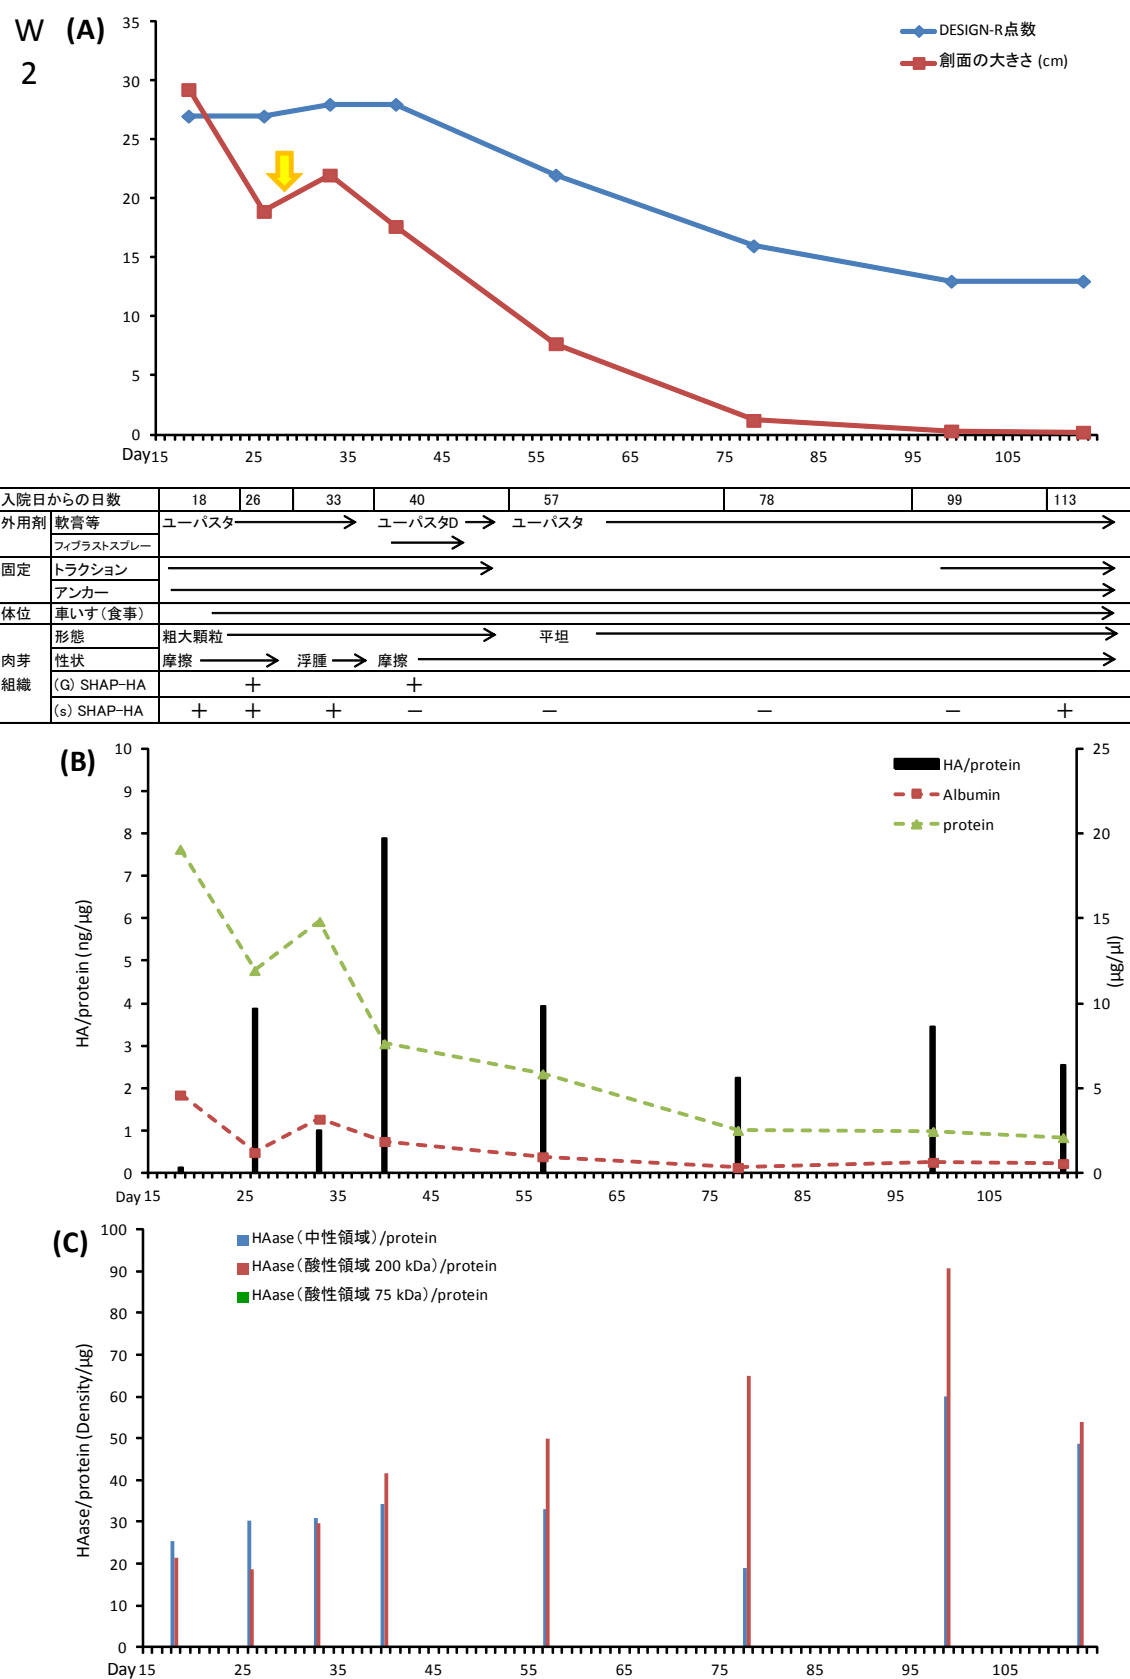 W
2
(A)
DESIGN-R点数
創面の大きさ (cm)
35
30
25
20
15
10
5
0
Day15 25 35 45 55 65 75 85 95 105
入院日からの日数 18 26 33 40 57 78 99 113
外用剤 軟膏等 ユーパスタ ユーパスタD ユーパスタ
フィブラストスプレー
固定 トラクション
アンカー
体位 車いす(食事)
形態 粗大顆粒 平坦
肉芽 性状 摩擦 浮腫 摩擦
組織 (G) SHAP-HA + +
(s) SHAP-HA + + + − − − − +
(B)
HA/protein
Albumin
protein
10
9
8
7
6
5
4
3
2
1
0
HA/protein (ng/μg)
25
20
15
10
5
0
(μg/μl)
Day 15 25 35 45 55 65 75 85 95 105
(C)
HAase(中性領域)/protein
HAase(酸性領域 200 kDa)/protein
HAase(酸性領域 75 kDa)/protein
100
90
80
70
60
50
40
30
20
10
0
HAase/protein (Density/μg)
Day 15 25 35 45 55 65 75 85 95 105